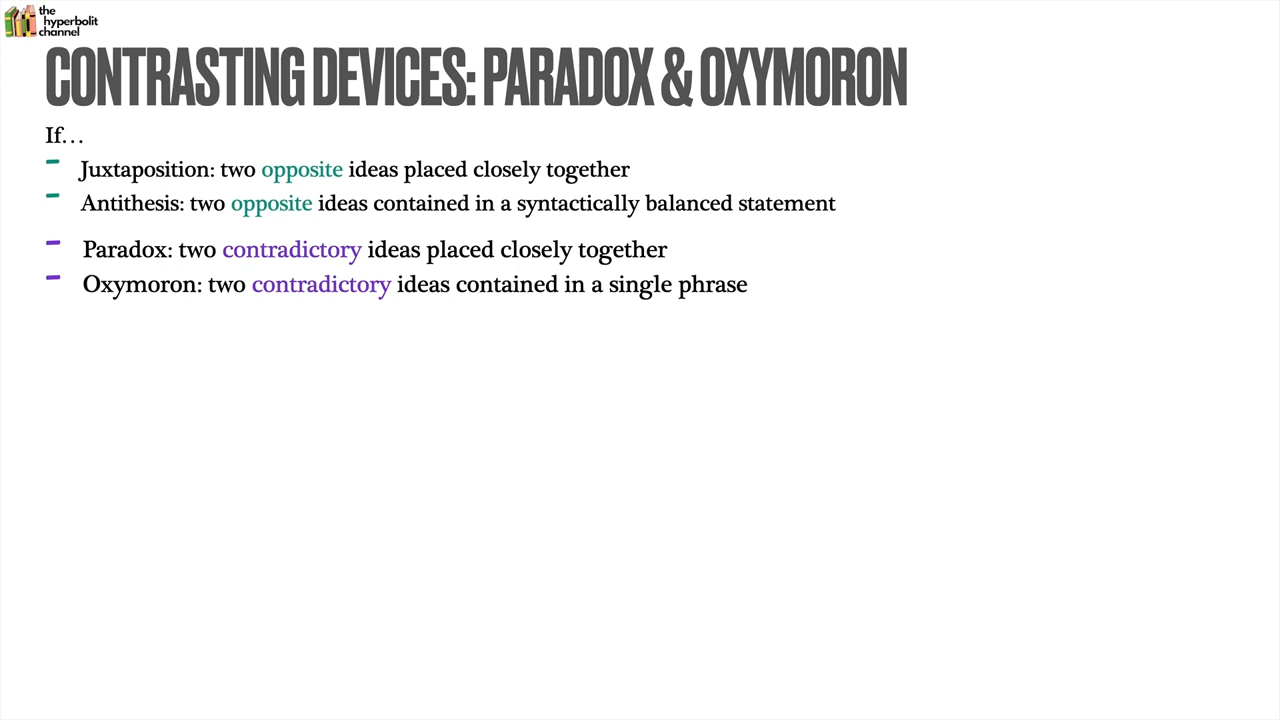 the
hyperbolit
channel
CONTRASTING DEVICES: PARADOX & OXYMORON
If…
- Juxtaposition: two opposite ideas placed closely together
- Antithesis: two opposite ideas contained in a syntactically balanced statement
- Paradox: two contradictory ideas placed closely together
- Oxymoron: two contradictory ideas contained in a single phrase